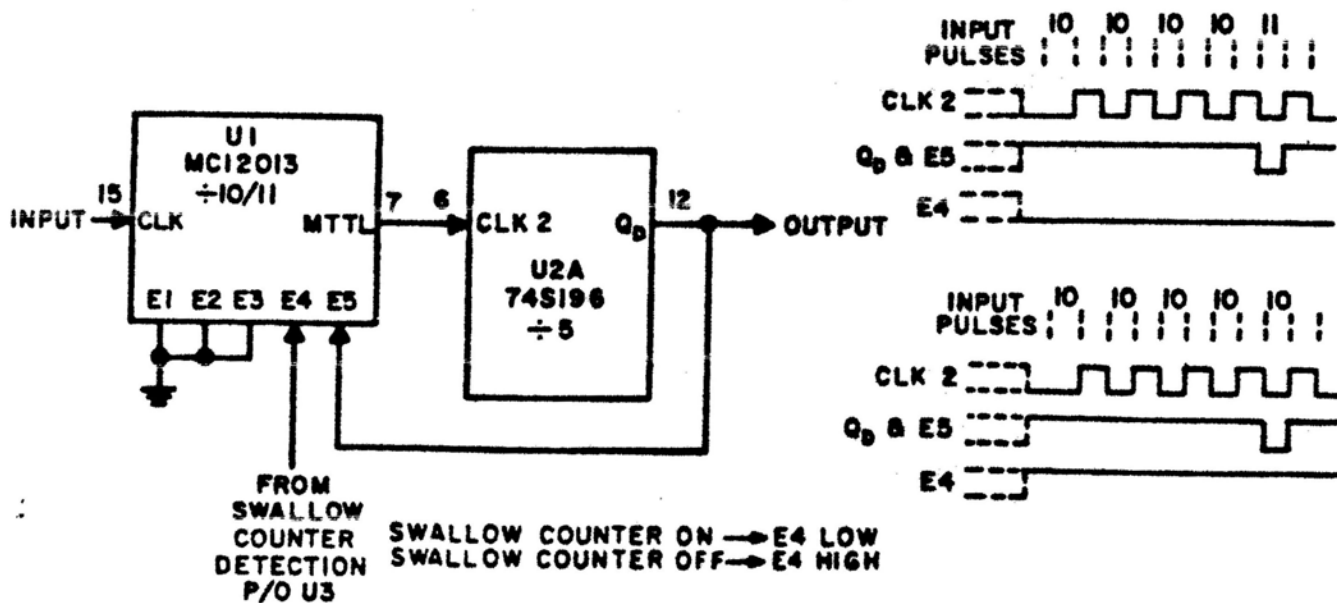 U1
MC12013
÷10/11
15
INPUT
CLK
MTTL
7
E1 E2 E3 E4 E5
6
CLK 2
Q_D
12
OUTPUT
U2A
74S196
÷5
FROM
SWALLOW
COUNTER
DETECTION
P/O U3
SWALLOW COUNTER ON → E4 LOW
SWALLOW COUNTER OFF → E4 HIGH
INPUT
PULSES
10 10 10 10 11
CLK 2
Q_D & E5
E4
INPUT
PULSES
10 10 10 10 10
CLK 2
Q_D & E5
E4